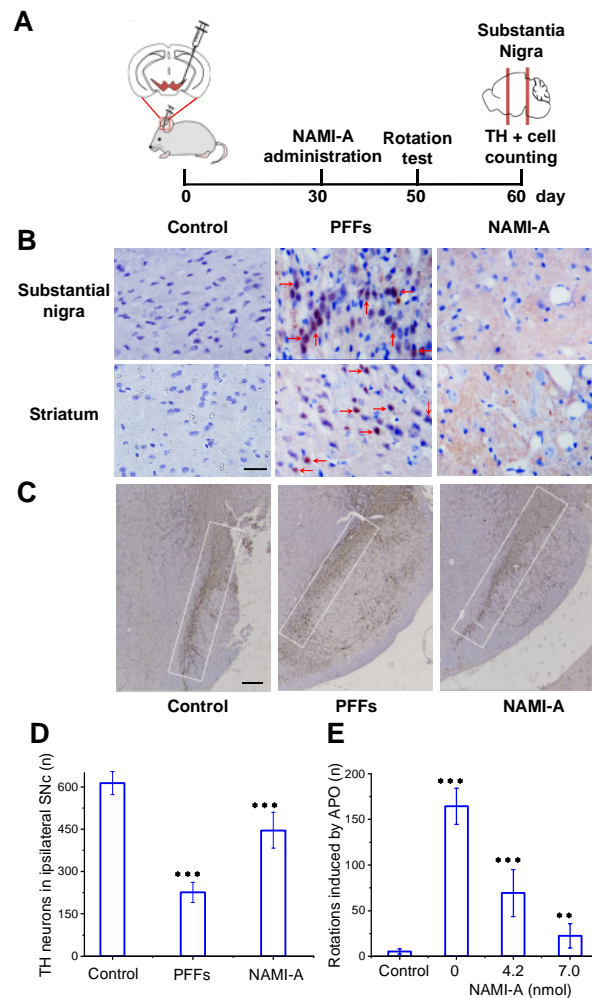 A
Substantia
Nigra
NAMI-A
administration
Rotation
test
TH + cell
counting
0
30
50
60
day
Control
PFFs
NAMI-A
B
Substantial
nigra
Striatum
C
Control
PFFs
NAMI-A
D
E
TH neurons in ipsilateral SNc (n)
600
450
300
150
0
***
***
Control
PFFs
NAMI-A
Rotations induced by APO (n)
200
150
100
50
0
***
***
**
Control
0
4.2
7.0
NAMI-A (nmol)